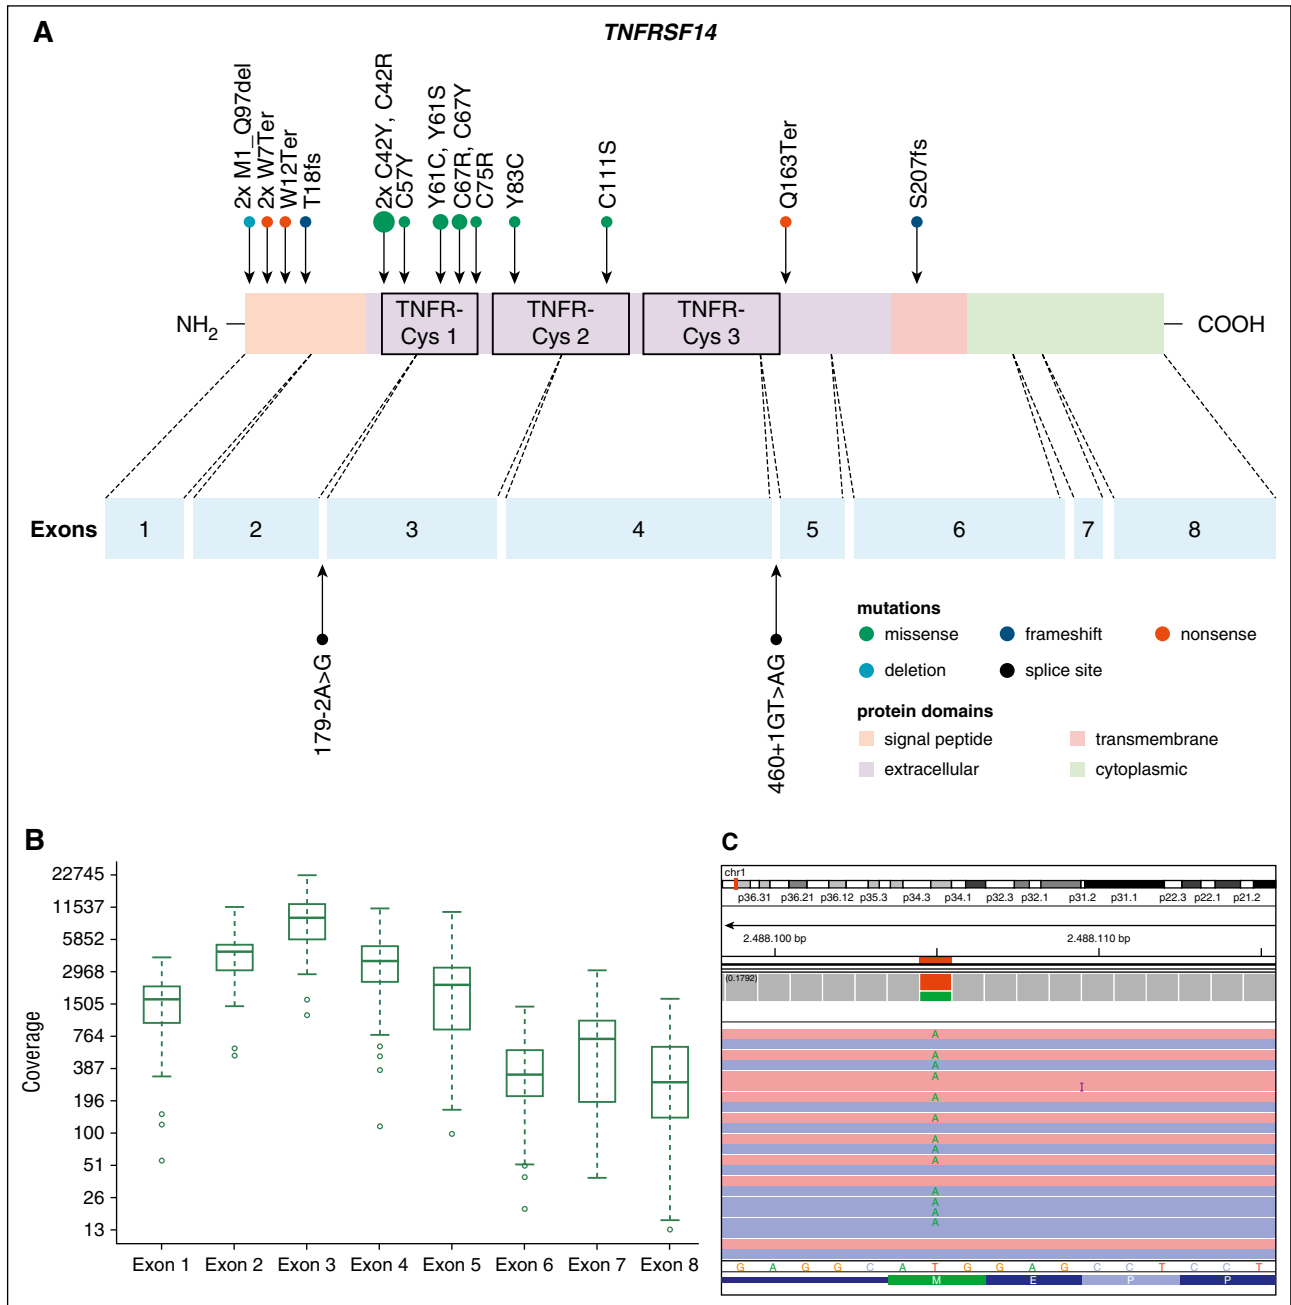 A
TNFRSF14
2x M1_Q97del
2x W7Ter
W12Ter
T18fs
2x C42Y, C42R
C57Y
Y61C, Y61S
C67R, C67Y
C75R
Y83C
C111S
Q163Ter
S207fs
NH2
TNFR-
Cys 1
TNFR-
Cys 2
TNFR-
Cys 3
COOH
Exons 1 2 3 4 5 6 7 8
179-2A>G
460+1GT>AG
mutations
missense frameshift nonsense
deletion splice site
protein domains
signal peptide transmembrane
extracellular cytoplasmic
B
Coverage
22745
11537
5852
2968
1505
764
387
196
100
51
26
13
Exon 1 Exon 2 Exon 3 Exon 4 Exon 5 Exon 6 Exon 7 Exon 8
C
chr1
p36.31 p36.21 p36.12 p35.3 p34.3 p34.1 p32.3 p32.1 p31.2 p31.1 p22.3 p22.1 p21.2
2.488.100 bp 2.488.110 bp
(0.1792)
A
A
A
A
I
A
A
A
A
A
A
A
A
A
G A G G C A T G G A G C C T C C T
M E P P